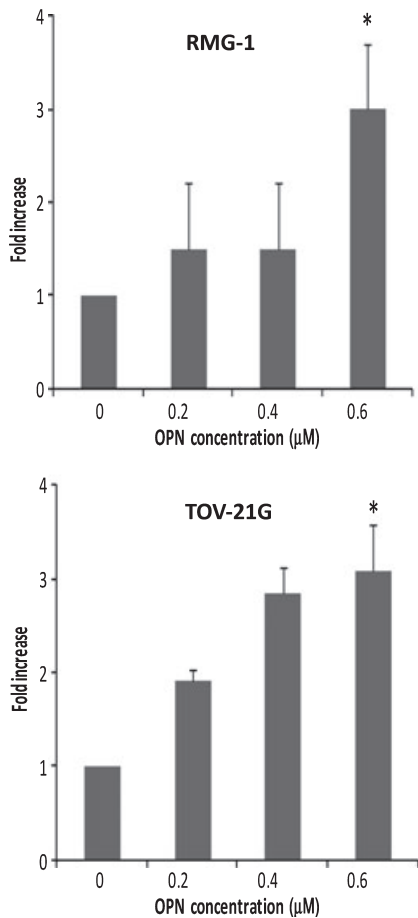 4
RMG-1
*
3
2
1
0
Fold increase
0 0.2 0.4 0.6
OPN concentration (μM)
4
TOV-21G
*
3
2
1
0
Fold increase
0 0.2 0.4 0.6
OPN concentration (μM)